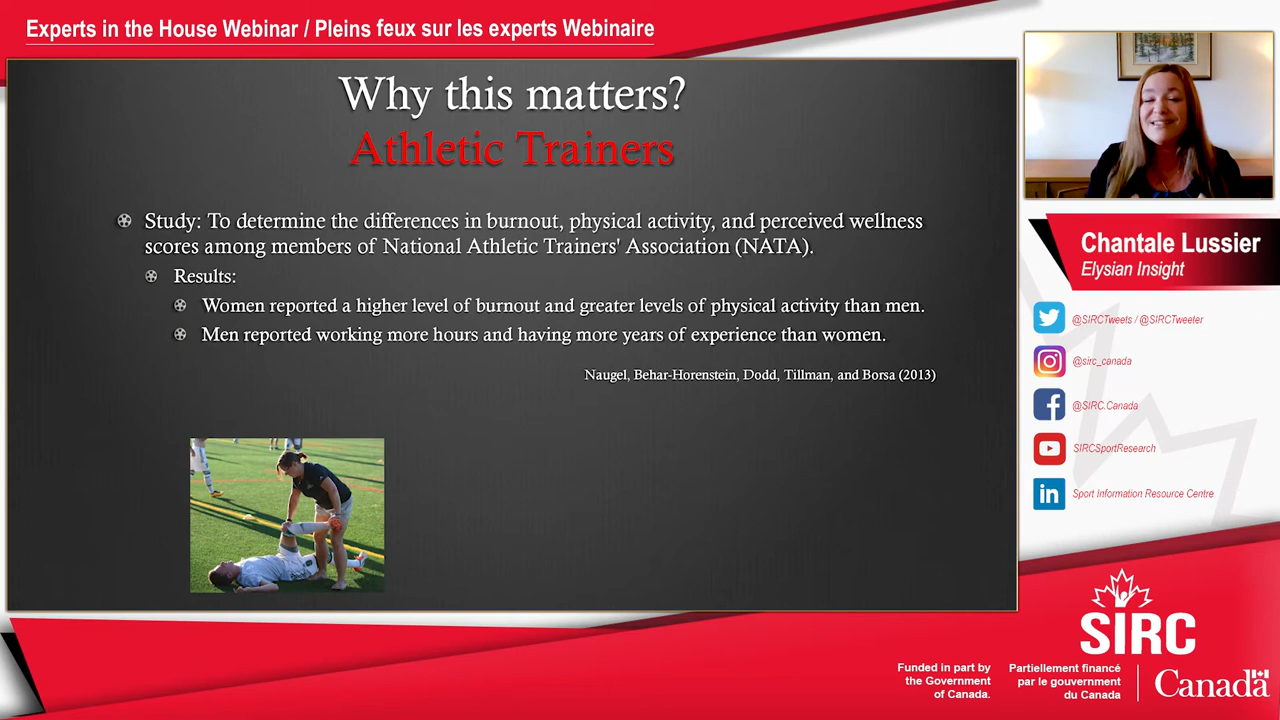 Experts in the House Webinar / Pleins feux sur les experts Webinaire
Why this matters?
Athletic Trainers
Study: To determine the differences in burnout, physical activity, and perceived wellness
scores among members of National Athletic Trainers' Association (NATA).
Results:
Women reported a higher level of burnout and greater levels of physical activity than men.
Men reported working more hours and having more years of experience than women.
Naugel, Behar-Horenstein, Dodd, Tillman, and Borsa (2013)
Chantale Lussier
Elysian Insight
@SIRCTweets / @SIRCTweeter
@sirc_canada
@SIRC.Canada
SIRCSportResearch
in
Sport Information Resource Centre
SIRC
Funded in part by
the Government
of Canada.
Partiellement financé
par le gouvernment
du Canada
Canada